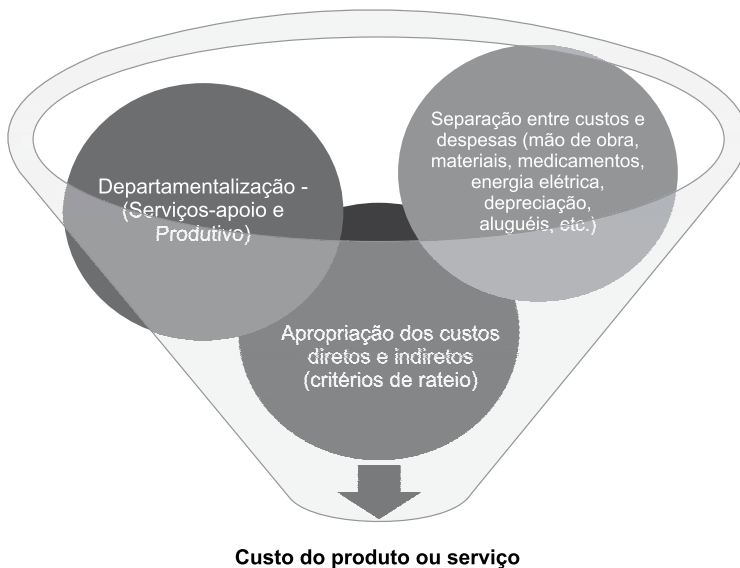 Departamentalização -
(Serviços-apoio e
Produtivo)
Separação entre custos e
despesas (mão de obra,
materiais, medicamentos,
energia elétrica,
depreciação,
aluguéis, etc.)
Apropriação dos custos
diretos e indiretos
(critérios de rateio)
Custo do produto ou serviço